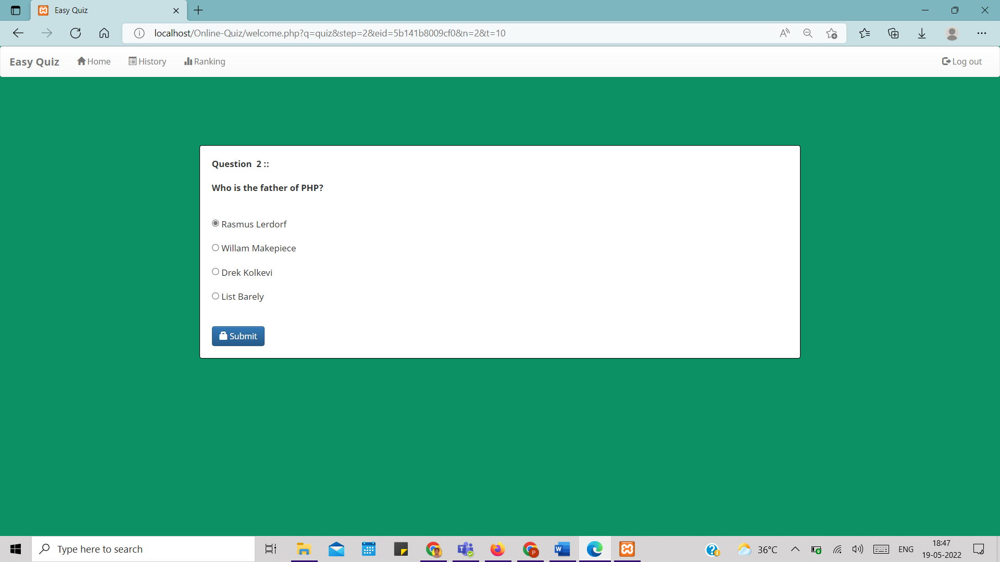 Easy Quiz
localhost/Online-Quiz/welcome.php?q=quiz&step=2&eid=5b141b8009cf0&n=2&t=10
Easy Quiz Home History Ranking Log out
Question 2 ::
Who is the father of PHP?
Rasmus Lerdorf
Willam Makepiece
Drek Kolkevi
List Barely
Submit
Type here to search
36°C
ENG
18:47
19-05-2022